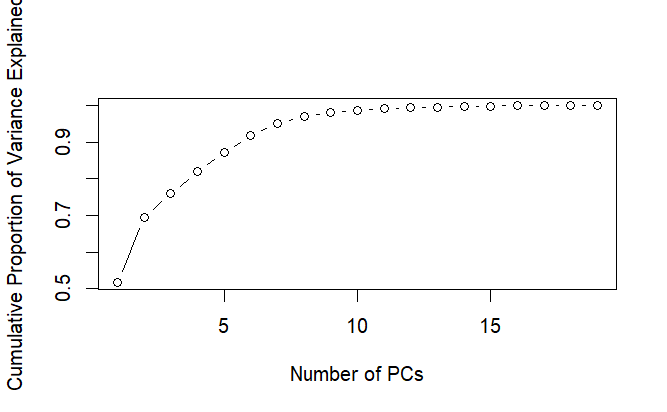 Cumulative Proportion of Variance Explained
0.9
0.7
0.5
5 10 15
Number of PCs